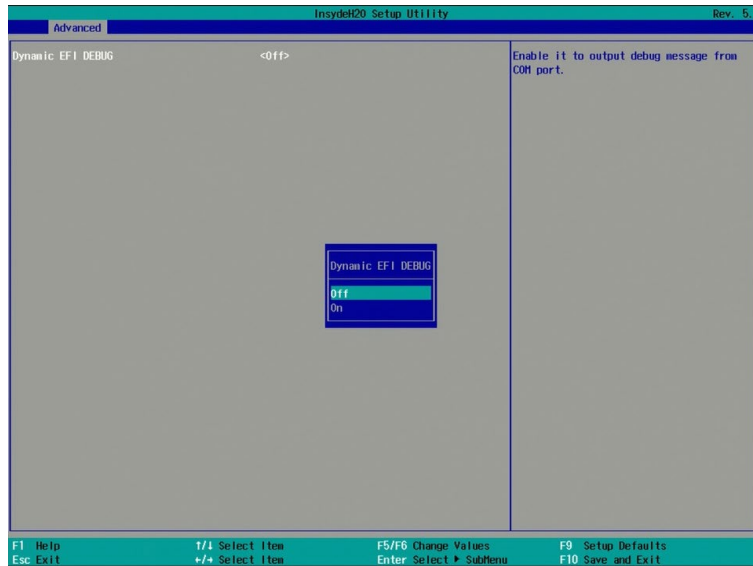 InsydeH20 Setup Utility Rev. 5.
Advanced
Dynamic EFI DEBUG <Off>
Enable it to output debug message from
COM port.
Dynamic EFI DEBUG
Off
On
F1 Help ↑/↓ Select Item F5/F6 Change Values F9 Setup Defaults
Esc Exit ←/→ Select Item Enter Select ▶ SubMenu F10 Save and Exit